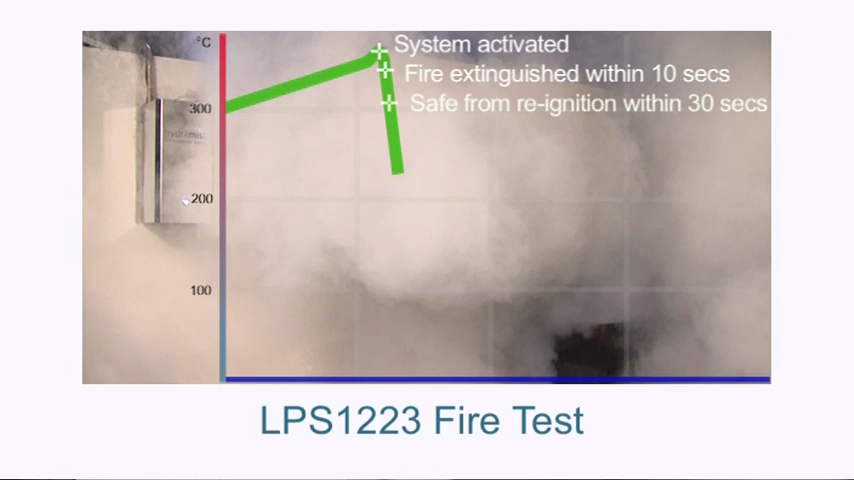 °C
System activated
Fire extinguished within 10 secs
Safe from re-ignition within 30 secs
300
200
100
LPS1223 Fire Test